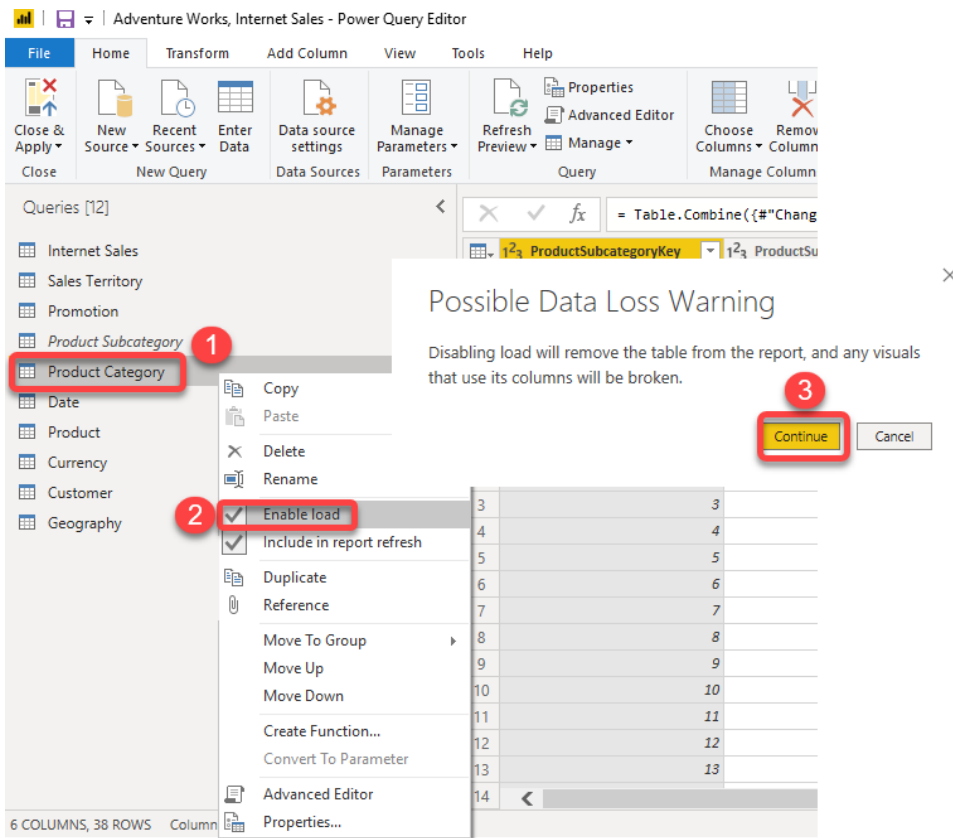 Adventure Works, Internet Sales - Power Query Editor
File Home Transform Add Column View Tools Help
Close & Apply
New Source
Recent Sources
Enter Data
Data source settings
Manage Parameters
Refresh Preview
Properties
Advanced Editor
Manage
Choose Columns
Remov
Column
Close New Query Data Sources Parameters Query Manage Column
Queries [12]
fx = Table.Combine({#"Chang
Internet Sales
Sales Territory
Promotion
Product Subcategory
Product Category
Date
Product
Currency
Customer
Geography
1
2
3
123 ProductSubcategoryKey 123 ProductSu
Possible Data Loss Warning
Disabling load will remove the table from the report, and any visuals
that use its columns will be broken.
Continue Cancel
Copy
Paste
Delete
Rename
Enable load
Include in report refresh
Duplicate
Reference
Move To Group
Move Up
Move Down
Create Function...
Convert To Parameter
Advanced Editor
Properties...
3 3
4 4
5 5
6 6
7 7
8 8
9 9
10 10
11 11
12 12
13 13
14
6 COLUMNS, 38 ROWS Column